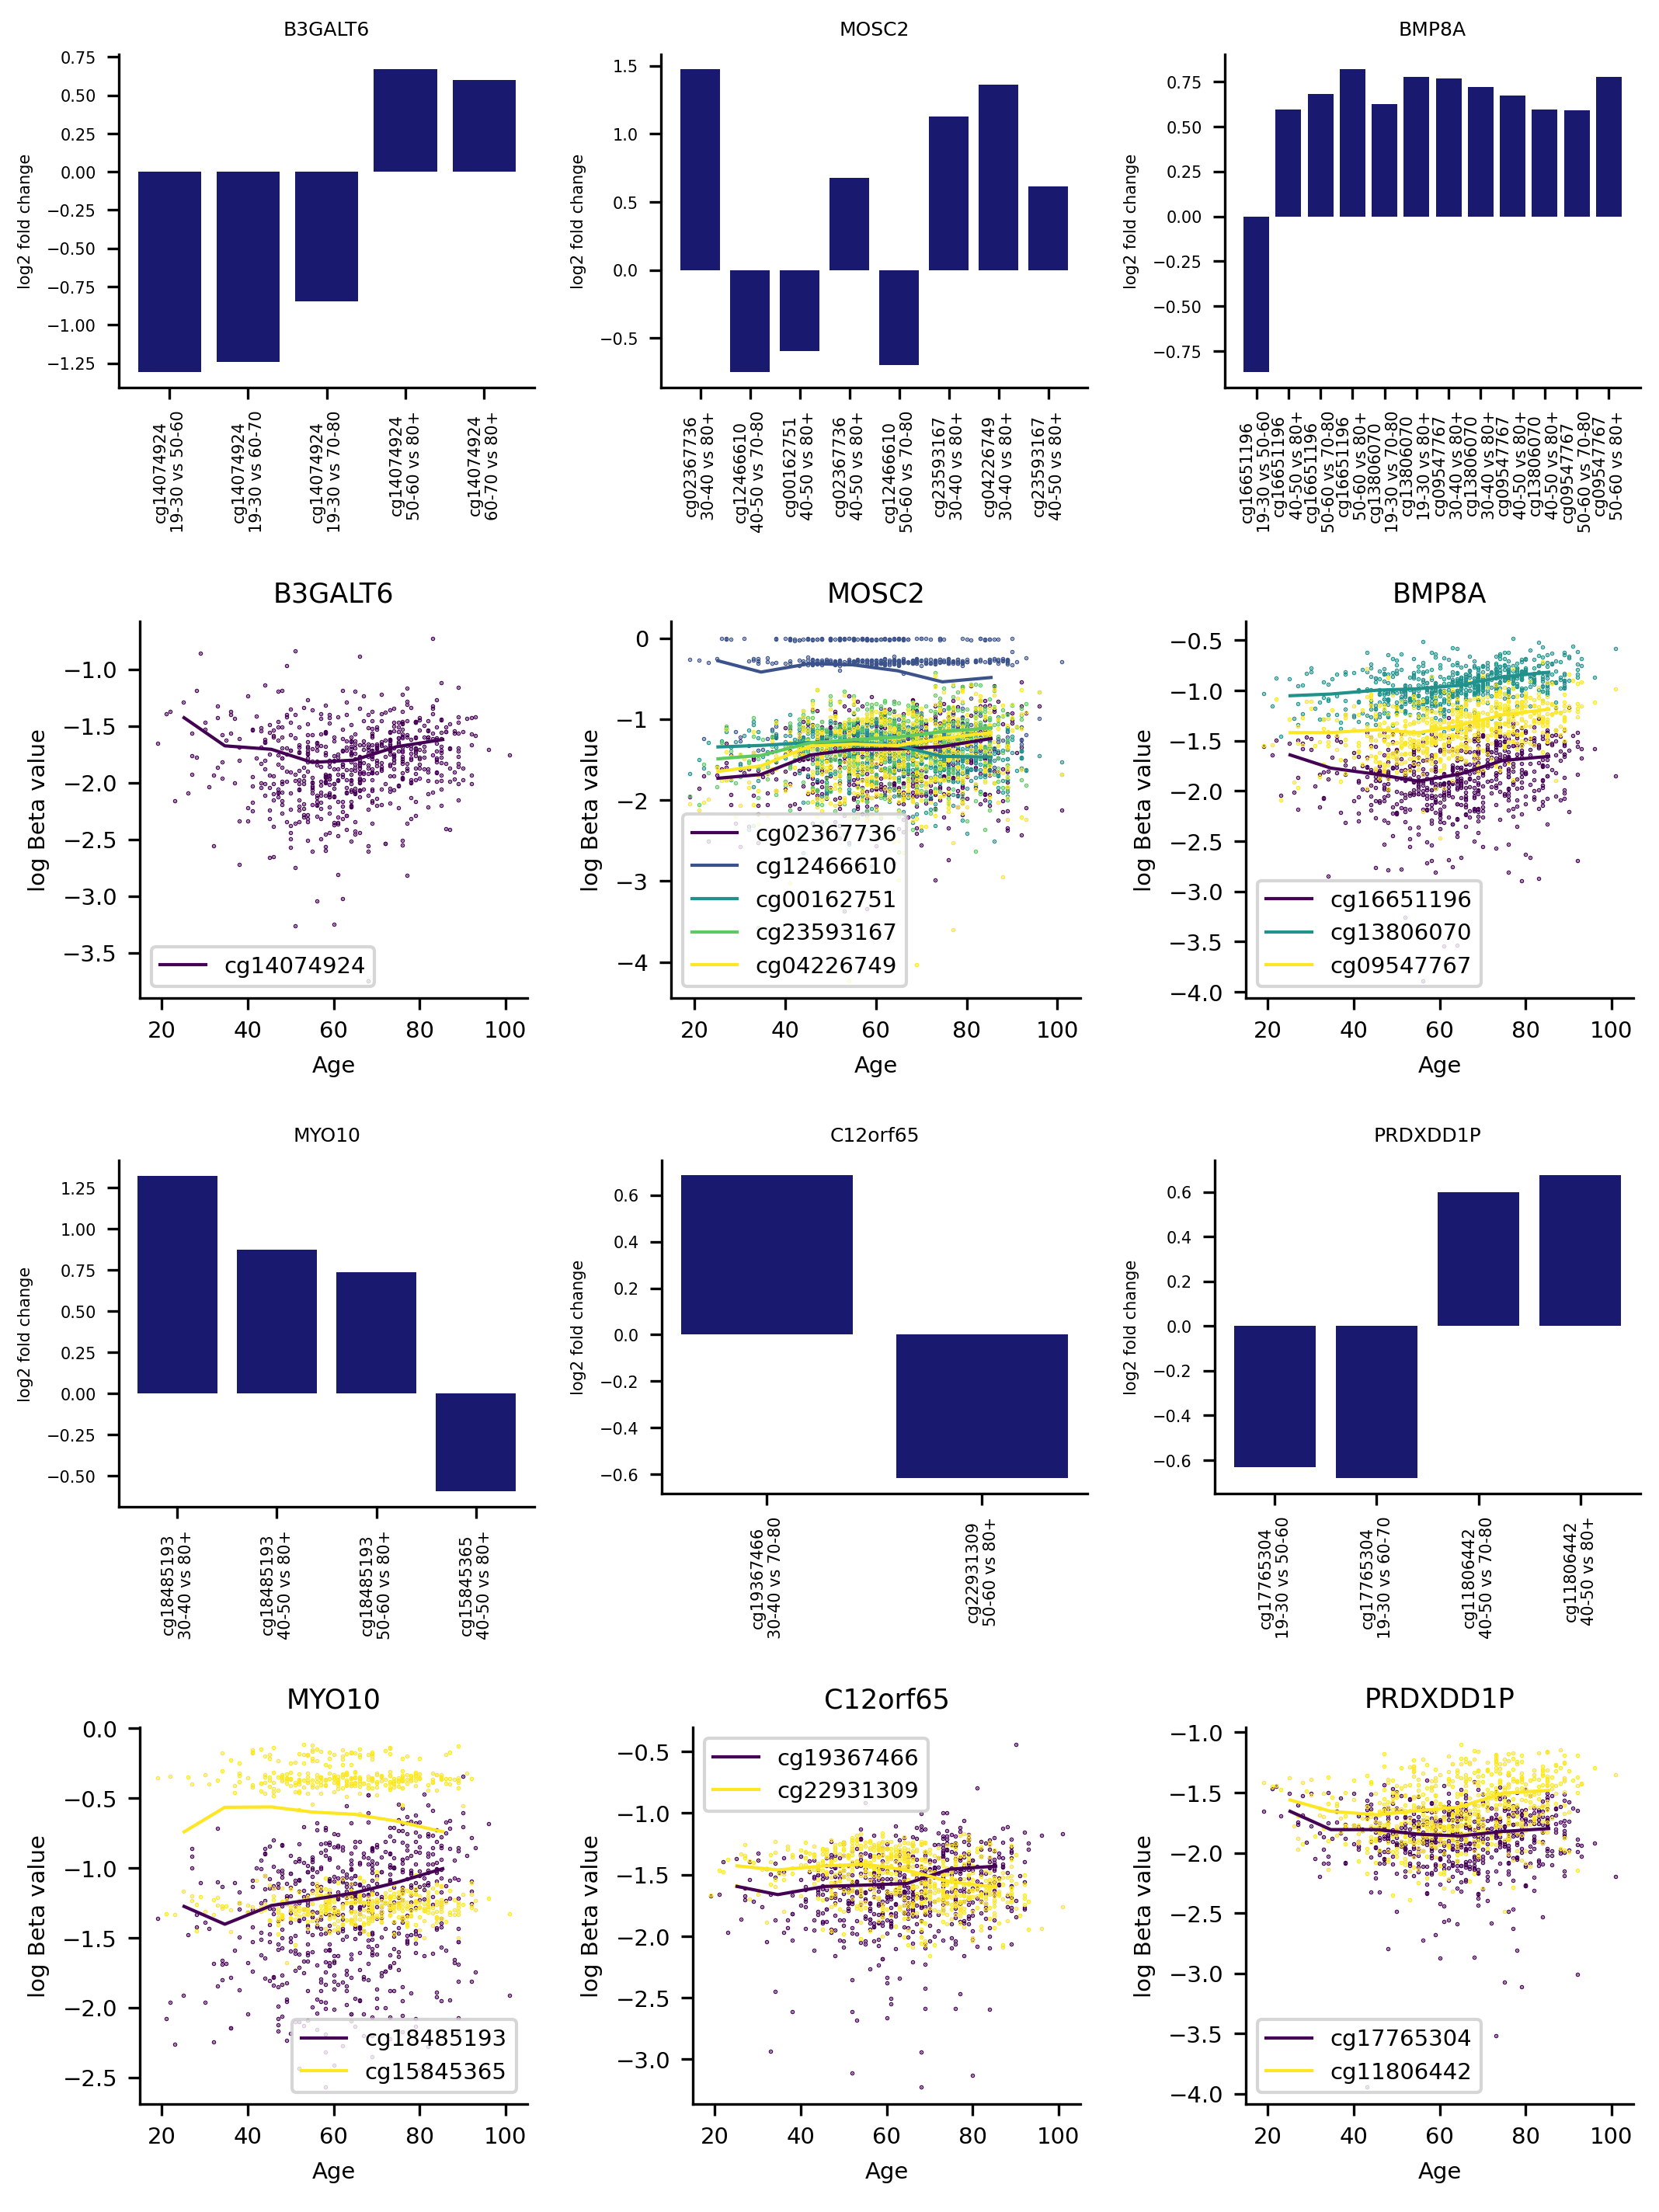 B3GALT6
MOSC2
BMP8A
log2 fold change
0.75
0.50
0.25
0.00
−0.25
−0.50
−0.75
−1.00
−1.25
cg14074924
19-30 vs 50-60
cg14074924
19-30 vs 60-70
cg14074924
19-30 vs 70-80
cg14074924
50-60 vs 80+
cg14074924
60-70 vs 80+
log2 fold change
1.5
1.0
0.5
0.0
−0.5
cg02367736
30-40 vs 80+
cg12466610
40-50 vs 70-80
cg00162751
40-50 vs 80+
cg02367736
40-50 vs 80+
cg12466610
50-60 vs 70-80
cg23593167
30-40 vs 80+
cg04226749
30-40 vs 80+
cg23593167
40-50 vs 80+
log2 fold change
0.75
0.50
0.25
0.00
−0.25
−0.50
−0.75
cg16651196
19-30 vs 50-60
cg16651196
40-50 vs 80+
cg16651196
50-60 vs 70-80
cg16651196
50-60 vs 80+
cg13806070
19-30 vs 70-80
cg13806070
19-30 vs 80+
cg09547767
30-40 vs 80+
cg13806070
30-40 vs 80+
cg09547767
40-50 vs 80+
cg13806070
40-50 vs 80+
cg09547767
50-60 vs 70-80
cg09547767
50-60 vs 80+
B3GALT6
log Beta value
−1.0
−1.5
−2.0
−2.5
−3.0
−3.5
cg14074924
20 40 60 80 100
Age
MOSC2
log Beta value
0
−1
−2
−3
−4
cg02367736
cg12466610
cg00162751
cg23593167
cg04226749
20 40 60 80 100
Age
BMP8A
log Beta value
−0.5
−1.0
−1.5
−2.0
−2.5
−3.0
−3.5
−4.0
cg16651196
cg13806070
cg09547767
20 40 60 80 100
Age
MYO10
log2 fold change
1.25
1.00
0.75
0.50
0.25
0.00
−0.25
−0.50
cg18485193
30-40 vs 80+
cg18485193
40-50 vs 80+
cg18485193
50-60 vs 80+
cg15845365
40-50 vs 80+
C12orf65
log2 fold change
0.6
0.4
0.2
0.0
−0.2
−0.4
−0.6
cg19367466
30-40 vs 70-80
cg22931309
50-60 vs 80+
PRDXDD1P
log2 fold change
0.6
0.4
0.2
0.0
−0.2
−0.4
−0.6
cg17765304
19-30 vs 50-60
cg17765304
19-30 vs 60-70
cg11806442
40-50 vs 70-80
cg11806442
40-50 vs 80+
MYO10
log Beta value
0.0
−0.5
−1.0
−1.5
−2.0
−2.5
cg18485193
cg15845365
20 40 60 80 100
Age
C12orf65
log Beta value
−0.5
−1.0
−1.5
−2.0
−2.5
−3.0
cg19367466
cg22931309
20 40 60 80 100
Age
PRDXDD1P
log Beta value
−1.0
−1.5
−2.0
−2.5
−3.0
−3.5
−4.0
cg17765304
cg11806442
20 40 60 80 100
Age